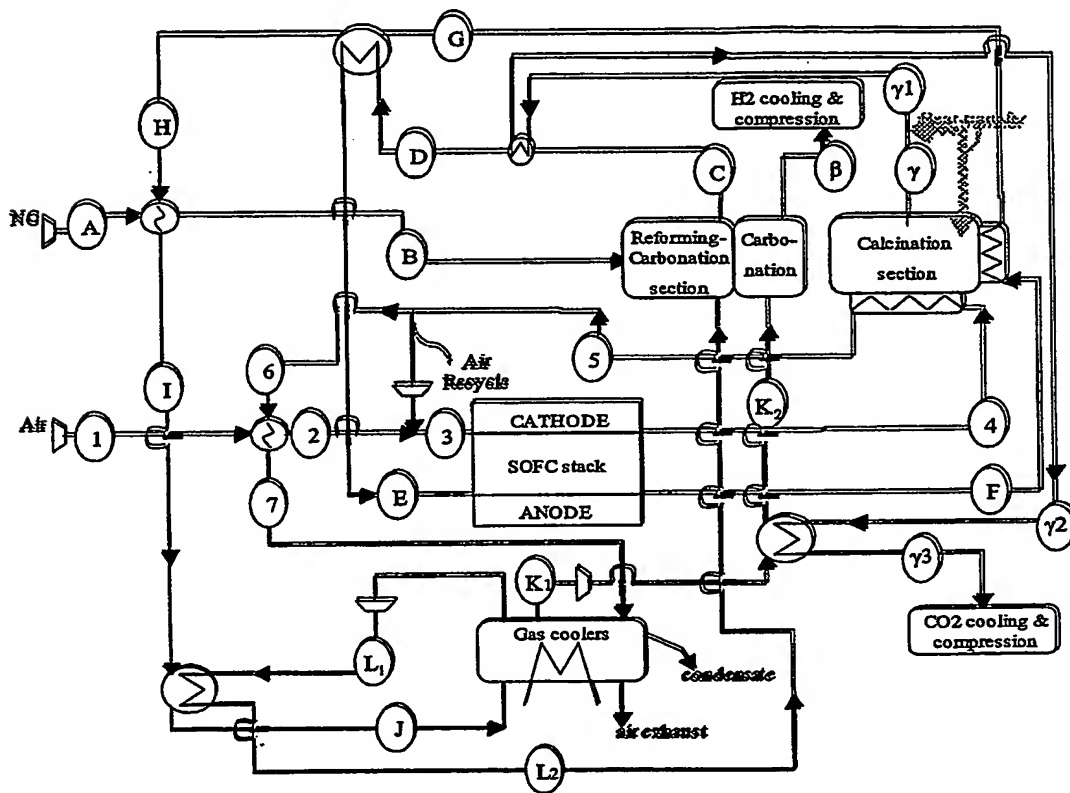 G
γ1
H2 cooling &
compression
H
D
C
β
γ
NG
A
B
Reforming-
Carbonation
section
Carbo-
nation
Calcination
section
6
Air
Recycle
5
I
K2
Air
1
2
3
CATHODE
4
SOFC stack
7
E
ANODE
F
γ2
K1
γ3
Gas coolers
CO2 cooling &
compression
L1
condensate
J
air exhaust
L2